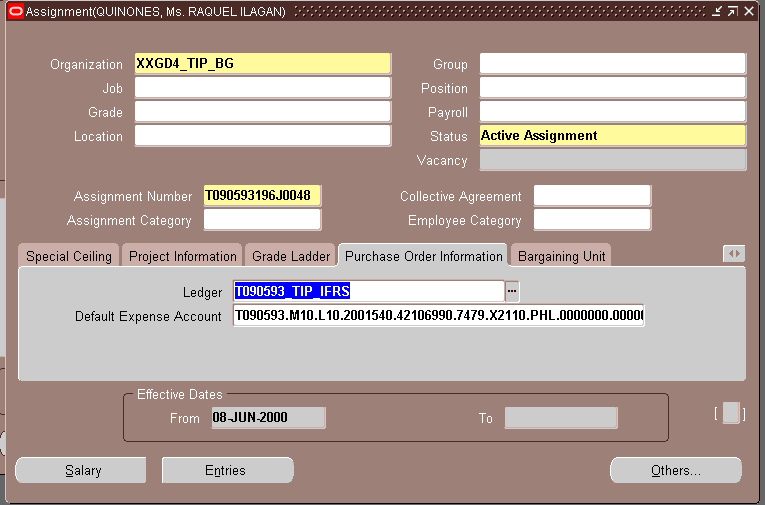 Assignment(QUINONES, Ms. RAQUEL ILAGAN)
Organization XXGD4_TIP_BG Group
Job Position
Grade Payroll
Location Status Active Assignment
Vacancy
Assignment Number T090593196J0048 Collective Agreement
Assignment Category Employee Category
Special Ceiling Project Information Grade Ladder Purchase Order Information Bargaining Unit
Ledger T090593_TIP_IFRS ...
Default Expense Account T090593.M10.L10.2001540.42106990.7479.X2110.PHL.0000000.0000
Effective Dates
From 08-JUN-2000 To [ ]
Salary Entries Others...